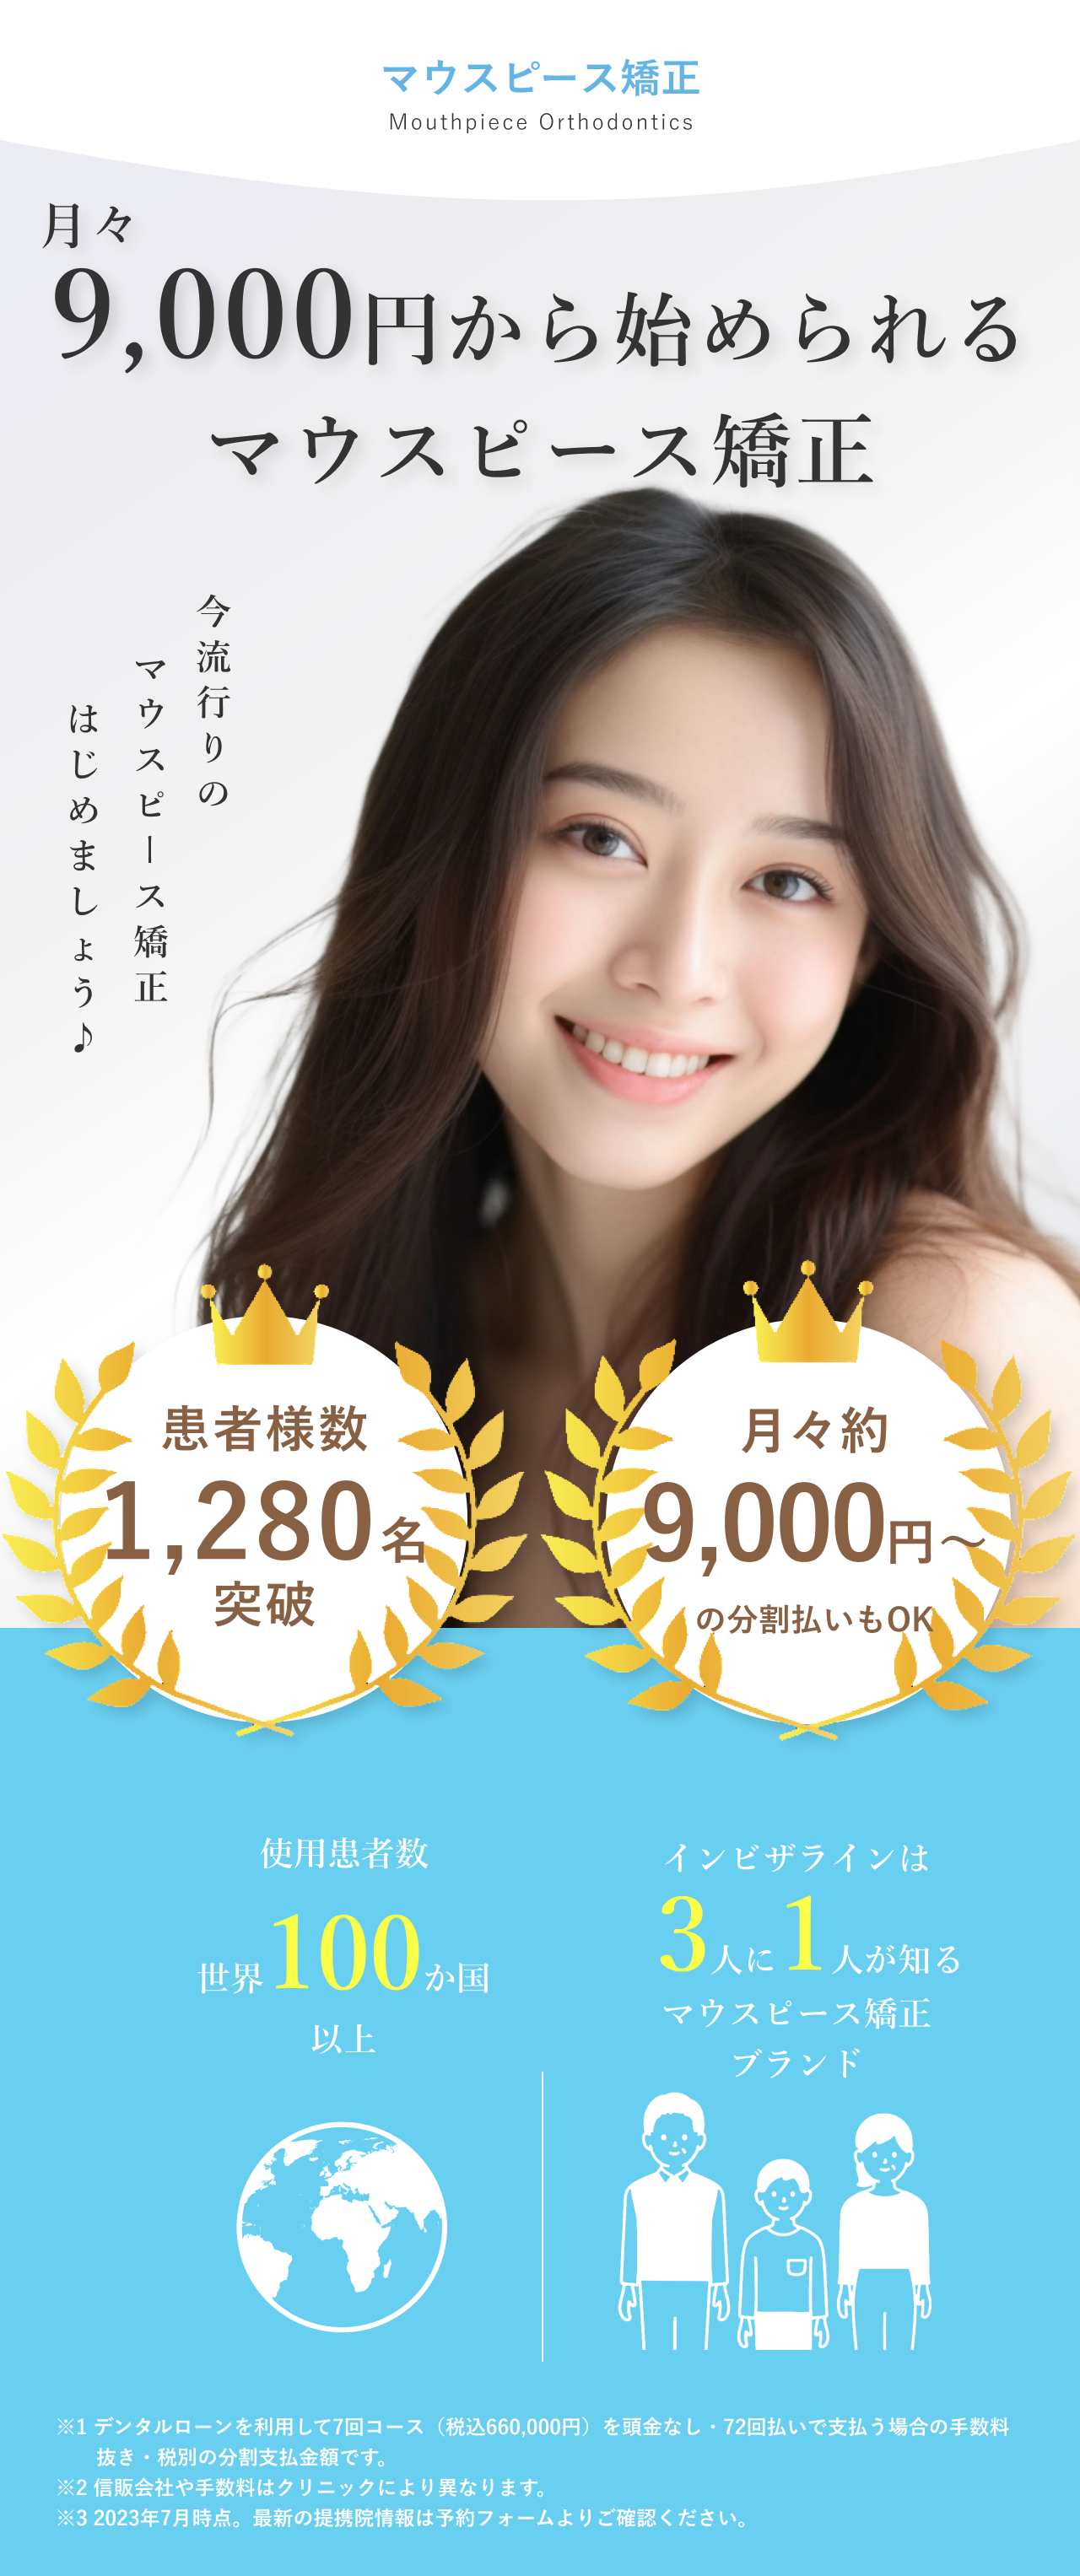 マウスピース矯正
Mouthpiece Orthodontics
月々
9,000円から始められる
マウスピース矯正
今流行りの
マウスピース矯正
はじめましょう♪
患者様数
1,280名
突破
月々約
9,000円〜
の分割払いもOK
使用患者数
世界100か国
以上
インビザラインは
3人に1人が知る
マウスピース矯正
ブランド
※1 デンタルローンを利用して7回コース（税込660,000円）を頭金なし・72回払いで支払う場合の手数料
抜き・税別の分割支払金額です。
※2 信販会社や手数料はクリニックにより異なります。
※3 2023年7月時点。最新の提携院情報は予約フォームよりご確認ください。